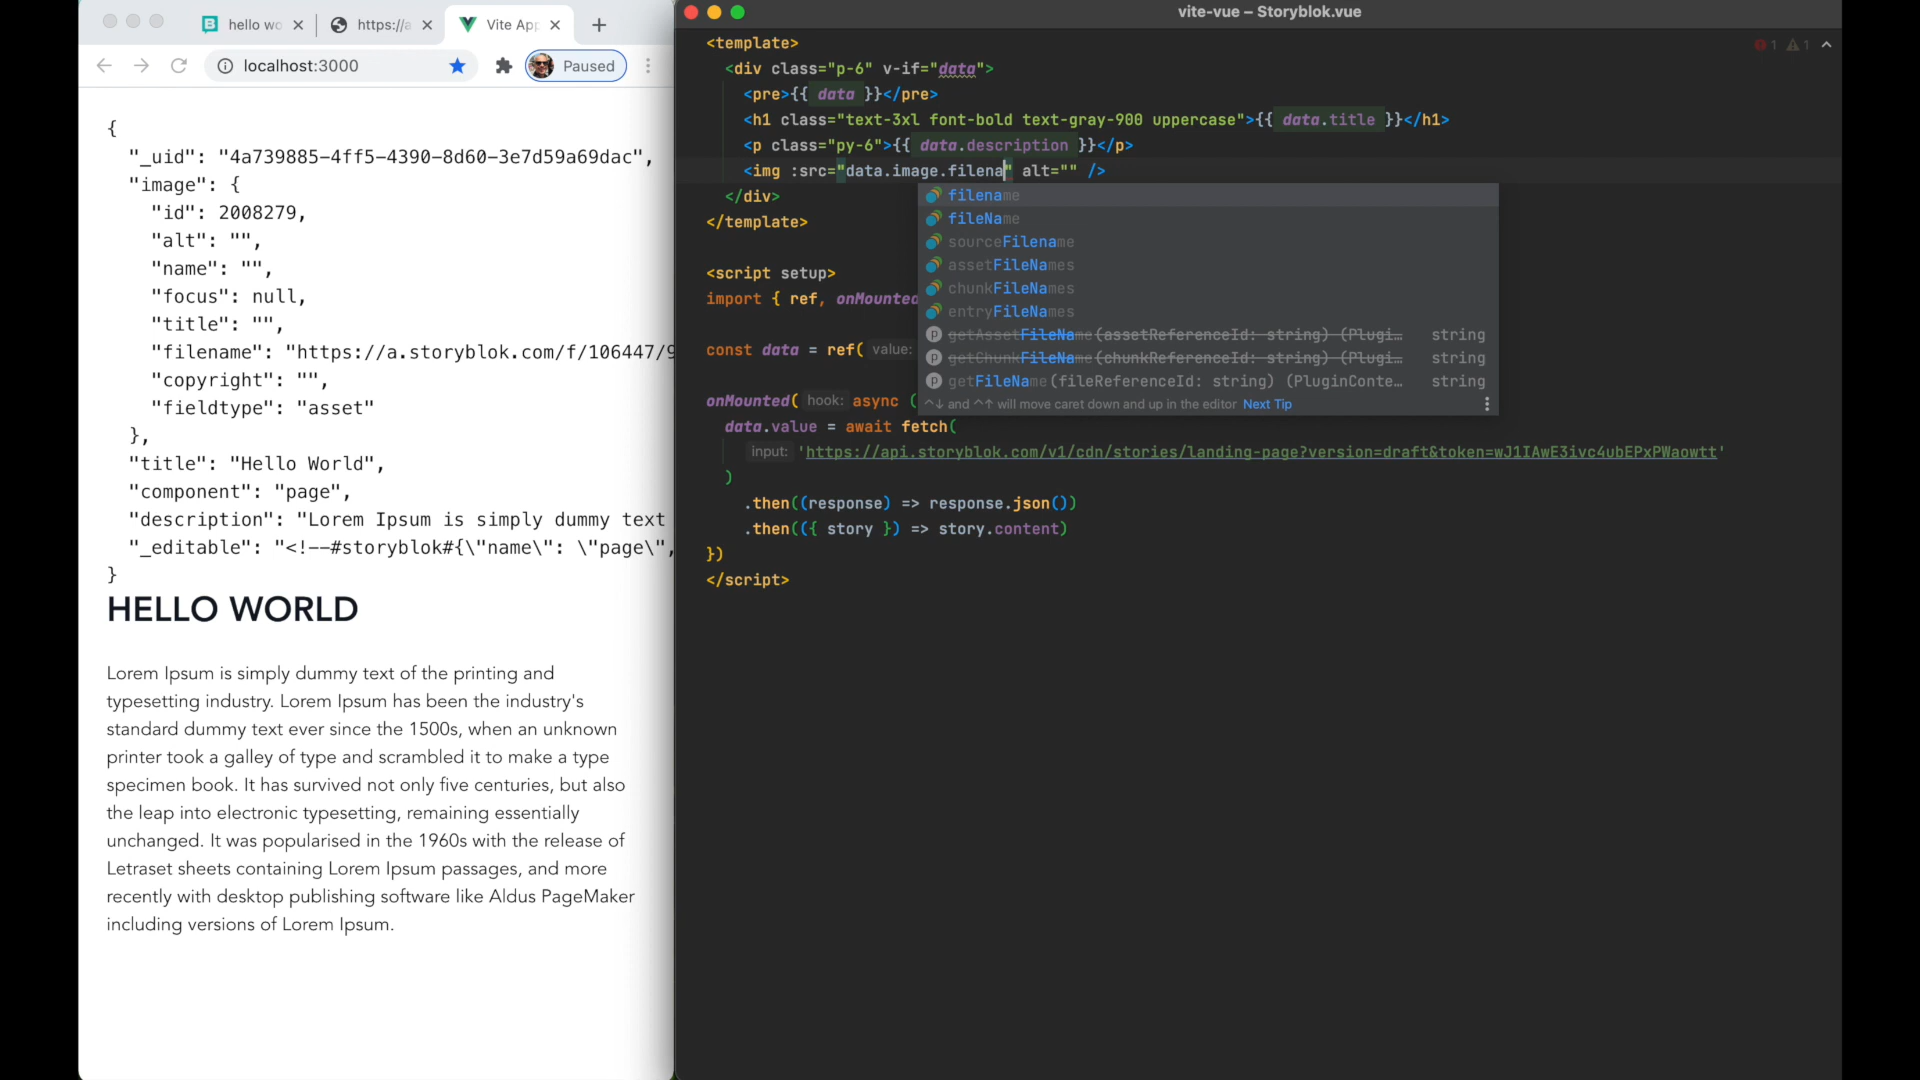 hello wo
https://a
Vite App
localhost:3000
Paused
{
"_uid": "4a739885-4ff5-4390-8d60-3e7d59a69dac",
"image": {
"id": 2008279,
"alt": "",
"name": "",
"focus": null,
"title": "",
"filename": "https://a.storyblok.com/f/106447/9
"copyright": "",
"fieldtype": "asset"
},
"title": "Hello World",
"component": "page",
"description": "Lorem Ipsum is simply dummy text
"_editable": "<!--#storyblok#{\"name\": \"page\",
}
HELLO WORLD
Lorem Ipsum is simply dummy text of the printing and
typesetting industry. Lorem Ipsum has been the industry's
standard dummy text ever since the 1500s, when an unknown
printer took a galley of type and scrambled it to make a type
specimen book. It has survived not only five centuries, but also
the leap into electronic typesetting, remaining essentially
unchanged. It was popularised in the 1960s with the release of
Letraset sheets containing Lorem Ipsum passages, and more
recently with desktop publishing software like Aldus PageMaker
including versions of Lorem Ipsum.
vite-vue – Storyblok.vue
1 1
<template>
<div class="p-6" v-if="data">
<pre>{{ data }}</pre>
<h1 class="text-3xl font-bold text-gray-900 uppercase">{{ data.title }}</h1>
<p class="py-6">{{ data.description }}</p>
<img :src="data.image.filena" alt="" />
</div>
</template>
filename
fileName
sourceFilename
assetFileNames
chunkFileNames
entryFileNames
getAssetFileName(assetReferenceId: string) (Plugi… string
getChunkFileName(chunkReferenceId: string) (Plugi… string
getFileName(fileReferenceId: string) (PluginConte… string
^↓ and ^↑ will move caret down and up in the editor Next Tip
<script setup>
import { ref, onMounted
const data = ref( value:
onMounted( hook: async (
data.value = await fetch(
input: 'https://api.storyblok.com/v1/cdn/stories/landing-page?version=draft&token=wJ1IAwE3ivc4ubEPxPWaowtt'
)
.then((response) => response.json())
.then(({ story }) => story.content)
})
</script>